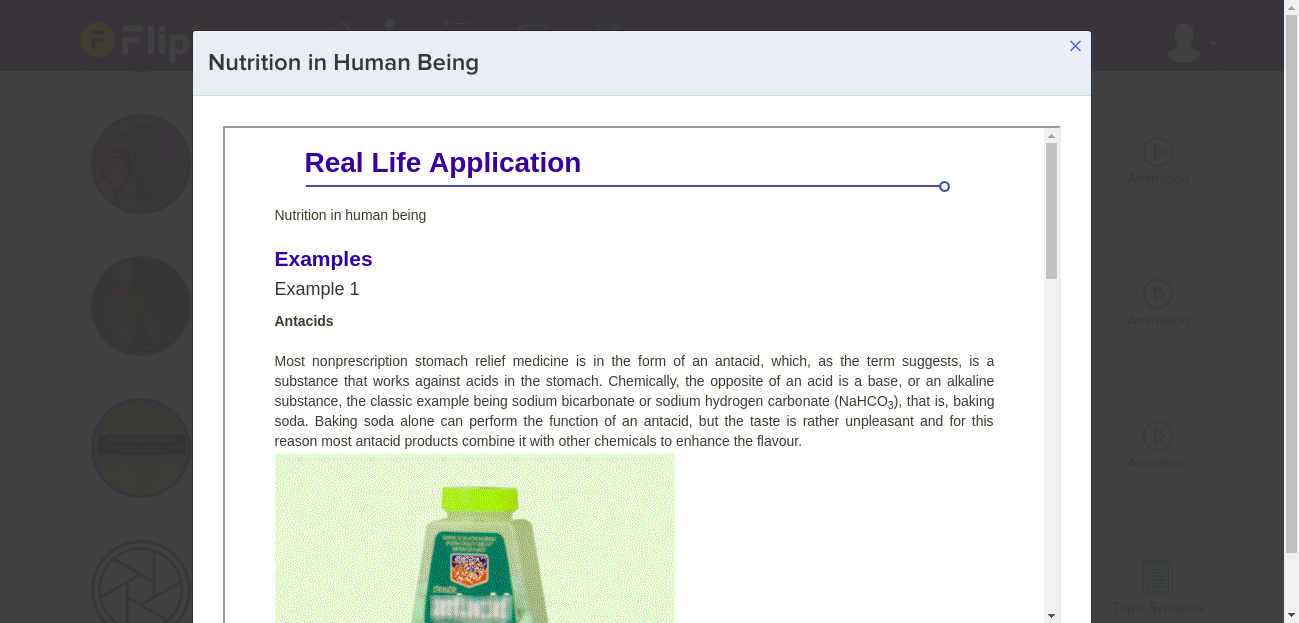 Flip
Nutrition in Human Being
Real Life Application
Nutrition in human being
Examples
Example 1
Antacids
Most nonprescription stomach relief medicine is in the form of an antacid, which, as the term suggests, is a
substance that works against acids in the stomach. Chemically, the opposite of an acid is a base, or an alkaline
substance, the classic example being sodium bicarbonate or sodium hydrogen carbonate (NaHCO3), that is, baking
soda. Baking soda alone can perform the function of an antacid, but the taste is rather unpleasant and for this
reason most antacid products combine it with other chemicals to enhance the flavour.
Animation
Animation
Animation
Topic Synopsis